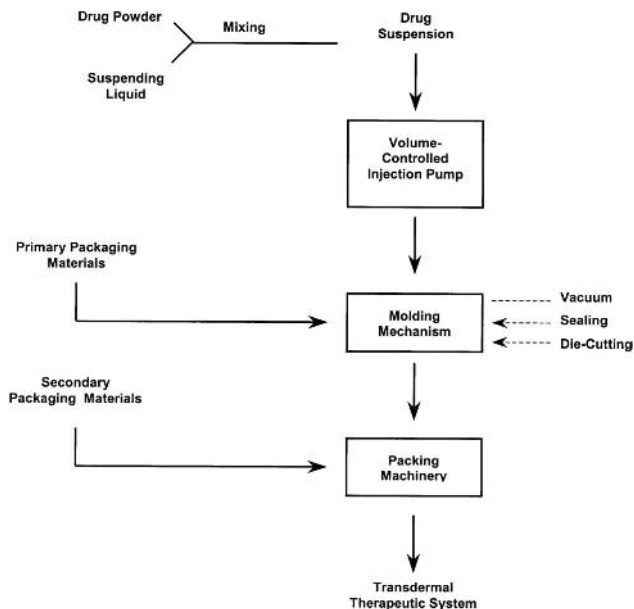 Drug Powder
Mixing
Drug
Suspension
Suspending
Liquid
Volume-
Controlled
Injection Pump
Primary Packaging
Materials
Molding
Mechanism
Vacuum
Sealing
Die-Cutting
Secondary
Packaging Materials
Packing
Machinery
Transdermal
Therapeutic System